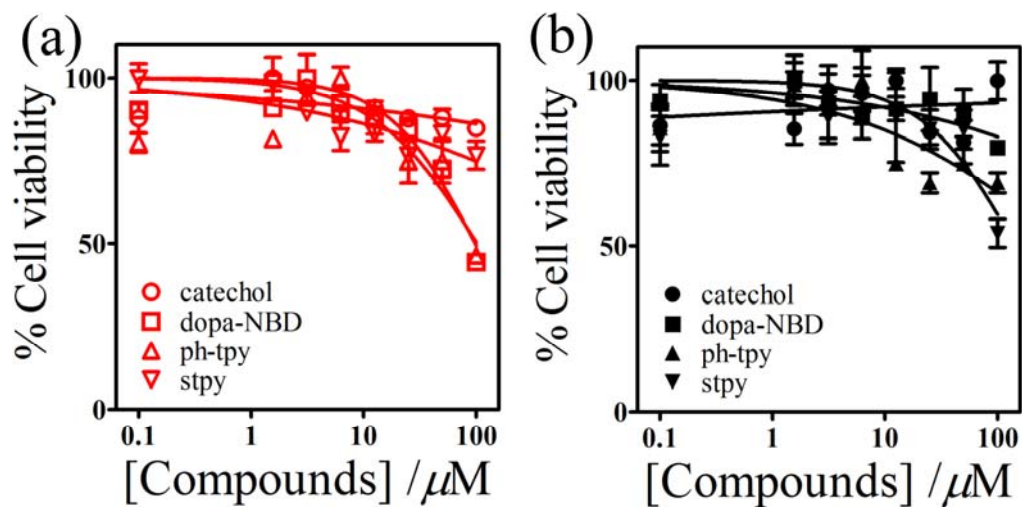 (a)
% Cell viability
100
50
0
catechol
dopa-NBD
ph-tpy
stpy
0.1 1 10 100
[Compounds] /μM
(b)
% Cell viability
100
50
0
catechol
dopa-NBD
ph-tpy
stpy
0.1 1 10 100
[Compounds] /μM